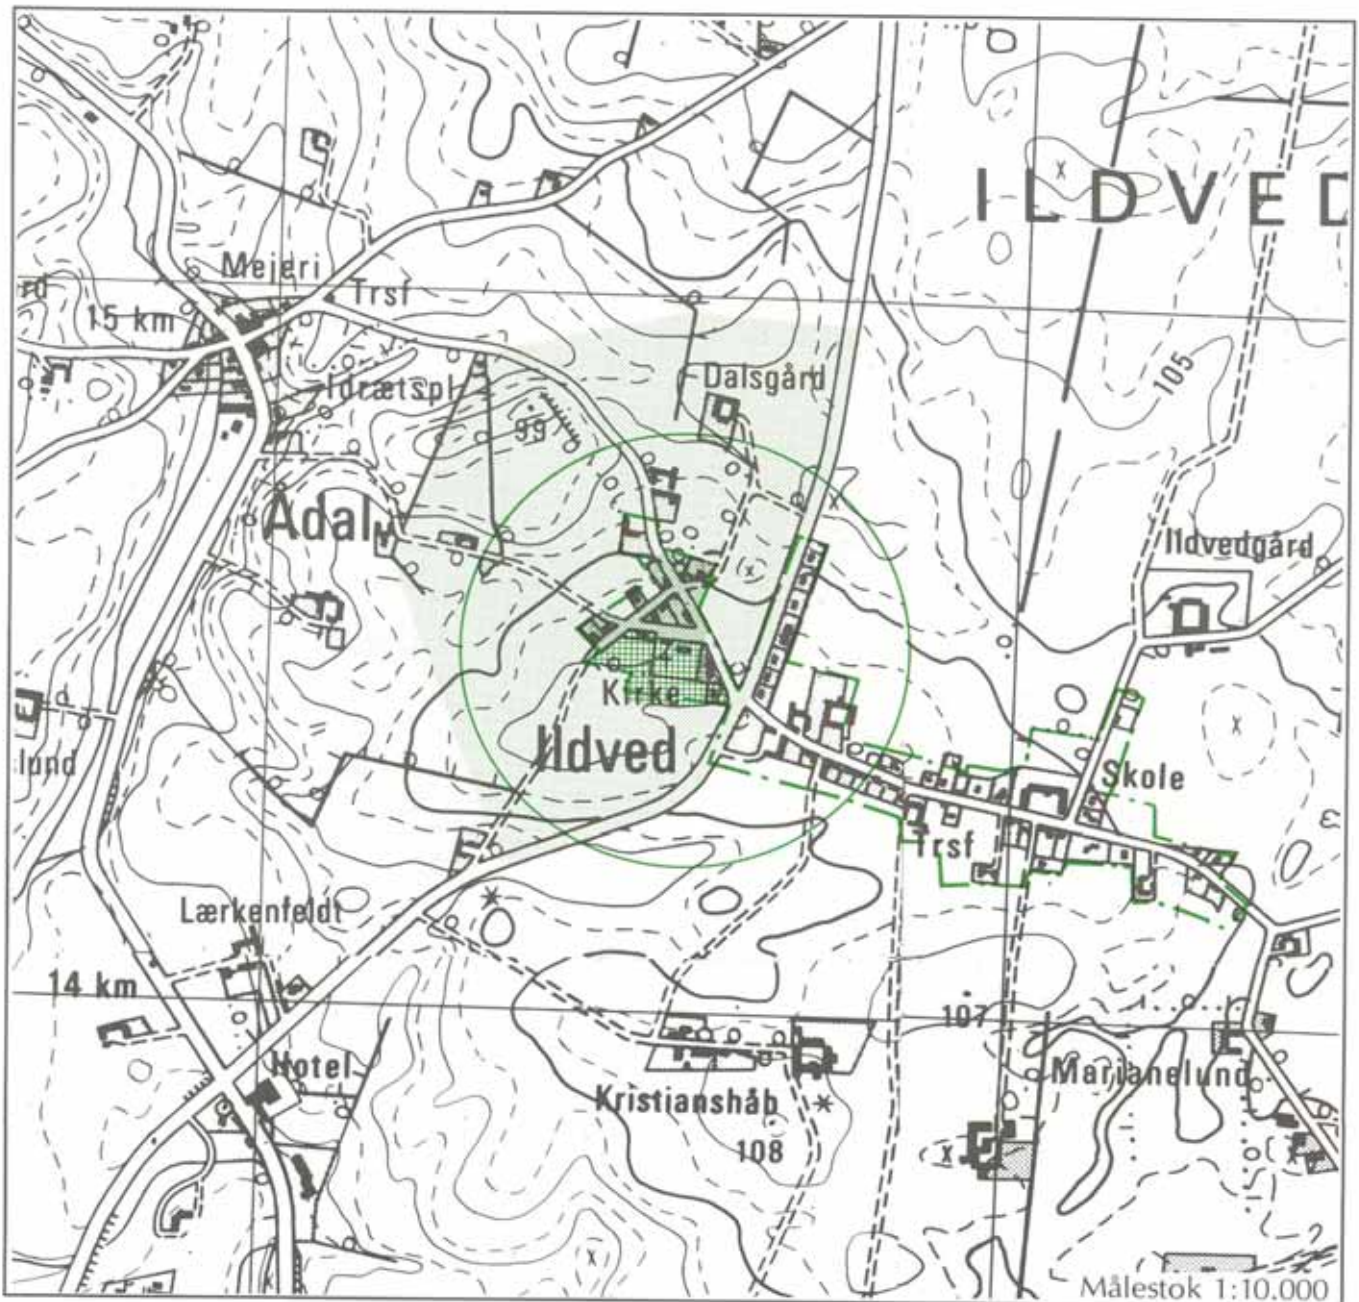 ILDVED
Mejeri
Trsf
rd
15 km
Idrætspl
Dalsgård
99
105
Ådal
Ildvedgård
Kirke
Ildved
lund
Skole
Trsf
Lærkenfeldt
14 km
107
Hotel
Marianelund
Kristianshåb
108
Målestok 1:10.000